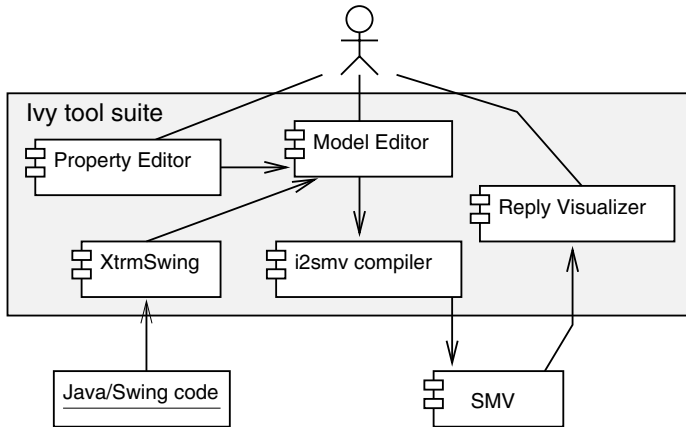 Ivy tool suite
Property Editor
Model Editor
Reply Visualizer
XtrmSwing
i2smv compiler
Java/Swing code
SMV